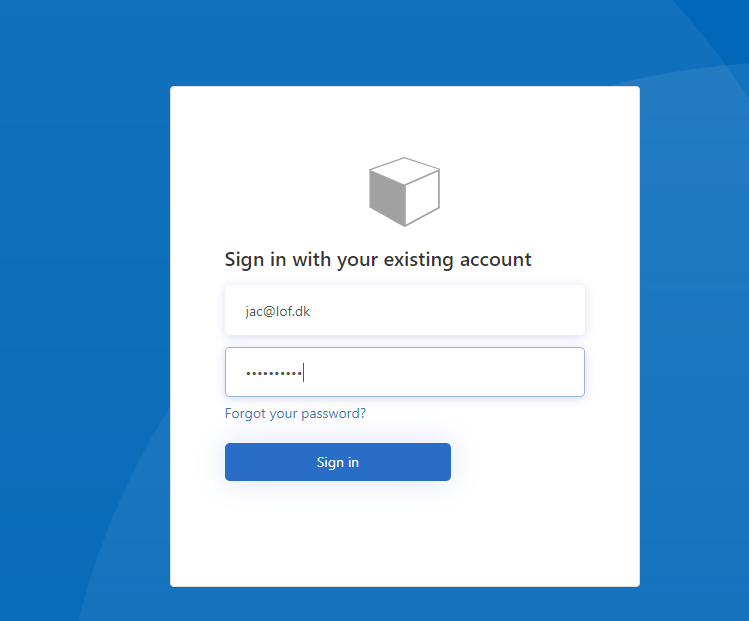 Sign in with your existing account
jac@lof.dk
••••••••••
Forgot your password?
Sign in